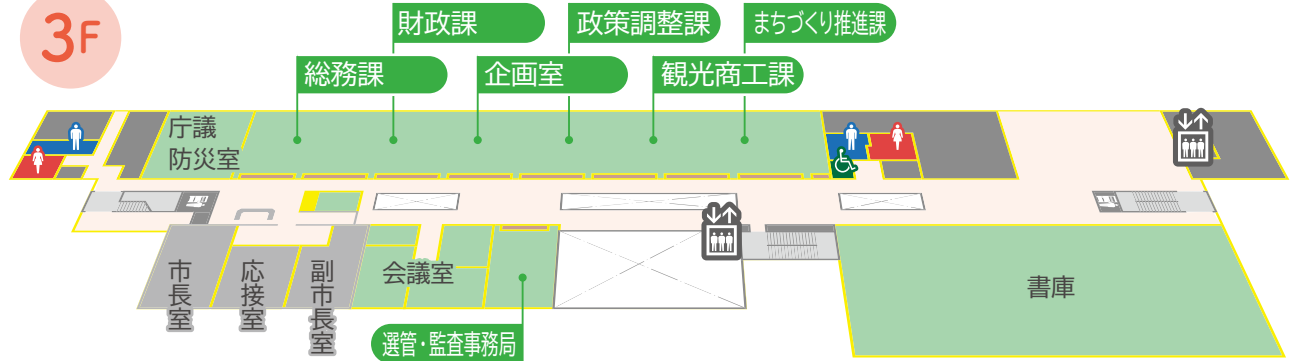 3F
財政課
政策調整課
まちづくり推進課
総務課
企画室
観光商工課
庁議
防災室
市長室
応接室
副市長室
会議室
書庫
選管・監査事務局